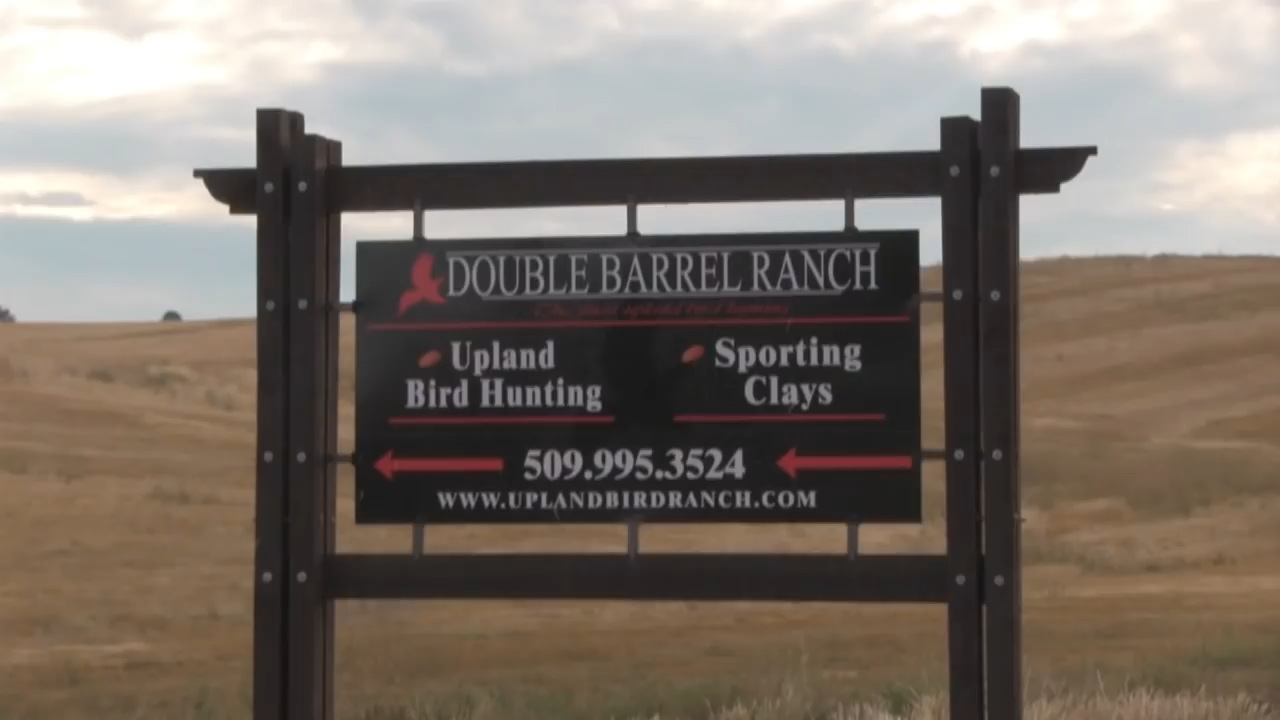 DOUBLE BARREL RANCH
Upland
Bird Hunting
Sporting
Clays
509.995.3524
WWW.UPLANDBIRDRANCH.COM